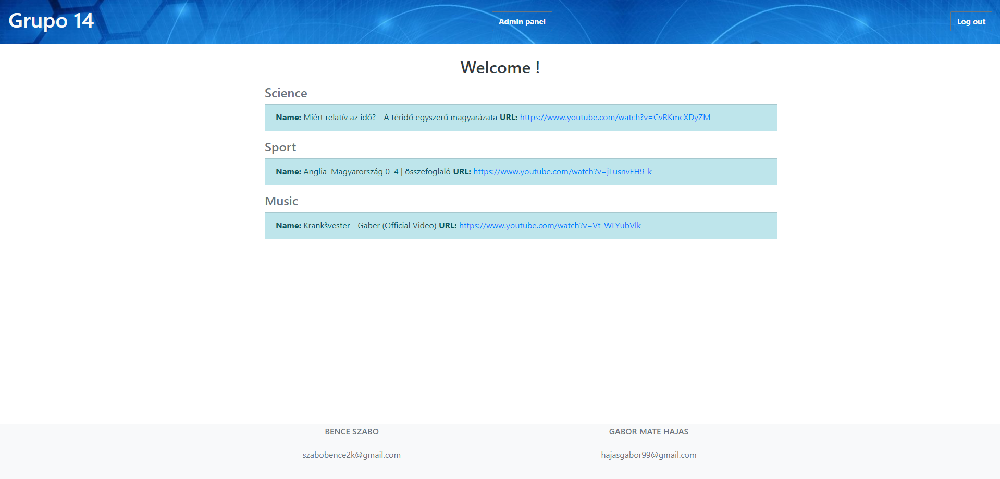 Grupo 14
Admin panel
Log out
Welcome !
Science
Name: Miért relatív az idő? - A téridő egyszerű magyarázata URL: https://www.youtube.com/watch?v=CvRKmcXDyZM
Sport
Name: Anglia–Magyarország 0–4 | összefoglaló URL: https://www.youtube.com/watch?v=jLusnvEH9-k
Music
Name: Krankšvester - Gaber (Official Video) URL: https://www.youtube.com/watch?v=Vt_WLYubVlk
BENCE SZABO
szabobence2k@gmail.com
GABOR MATE HAJAS
hajasgabor99@gmail.com